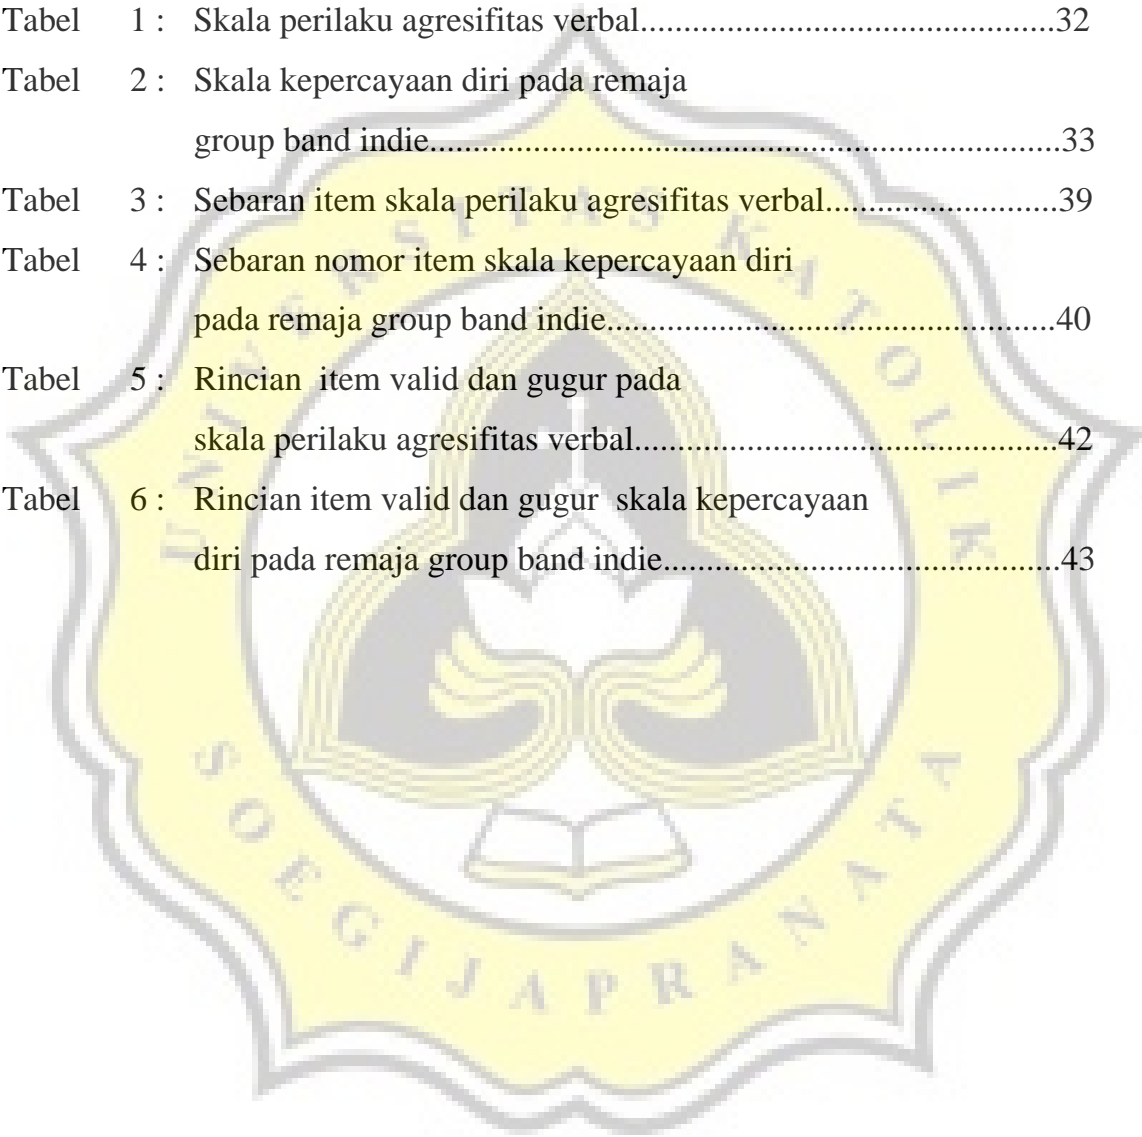 Tabel 1 : Skala perilaku agresifitas verbal.................................................32
Tabel 2 : Skala kepercayaan diri pada remaja
group band indie..........................................................................33
Tabel 3 : Sebaran item skala perilaku agresifitas verbal...........................39
Tabel 4 : Sebaran nomor item skala kepercayaan diri
pada remaja group band indie.....................................................40
Tabel 5 : Rincian item valid dan gugur pada
skala perilaku agresifitas verbal..................................................42
Tabel 6 : Rincian item valid dan gugur skala kepercayaan
diri pada remaja group band indie...............................................43
UNIVERSITAS KATOLIK
SOEGIJAPRANATA